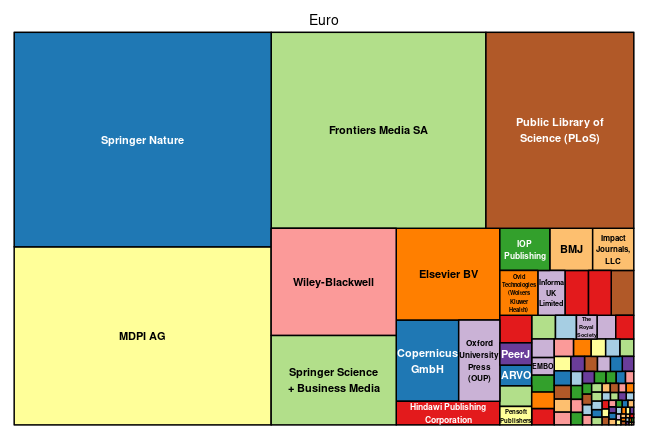 Euro
Springer Nature
Frontiers Media SA
Public Library of
Science (PLoS)
MDPI AG
Wiley-Blackwell
Elsevier BV
IOP
Publishing
BMJ
Impact
Journals,
LLC
Ovid
Technologies
(Wolters
Kluwer
Health)
Informa
UK
Limited
The
Royal
Society
Springer Science
+ Business Media
Copernicus
GmbH
Oxford
University
Press
(OUP)
PeerJ
EMBO
ARVO
Hindawi Publishing
Corporation
Pensoft
Publishers